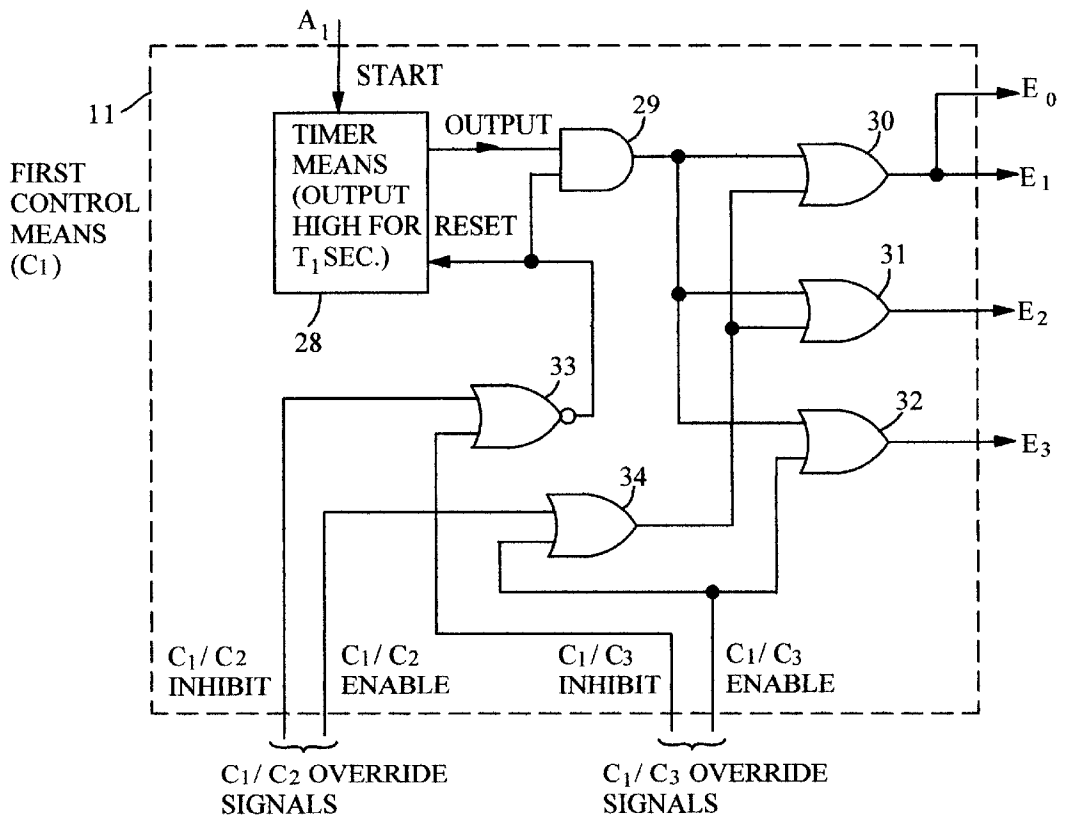 A1
START
11
29
E0
OUTPUT
30
TIMER
MEANS
(OUTPUT
HIGH FOR
T1 SEC.)
RESET
E1
FIRST
CONTROL
MEANS
(C1)
31
28
E2
33
32
E3
34
C1/ C2
INHIBIT
C1/ C2
ENABLE
C1/ C3
INHIBIT
C1/ C3
ENABLE
C1/ C2 OVERRIDE
SIGNALS
C1/ C3 OVERRIDE
SIGNALS